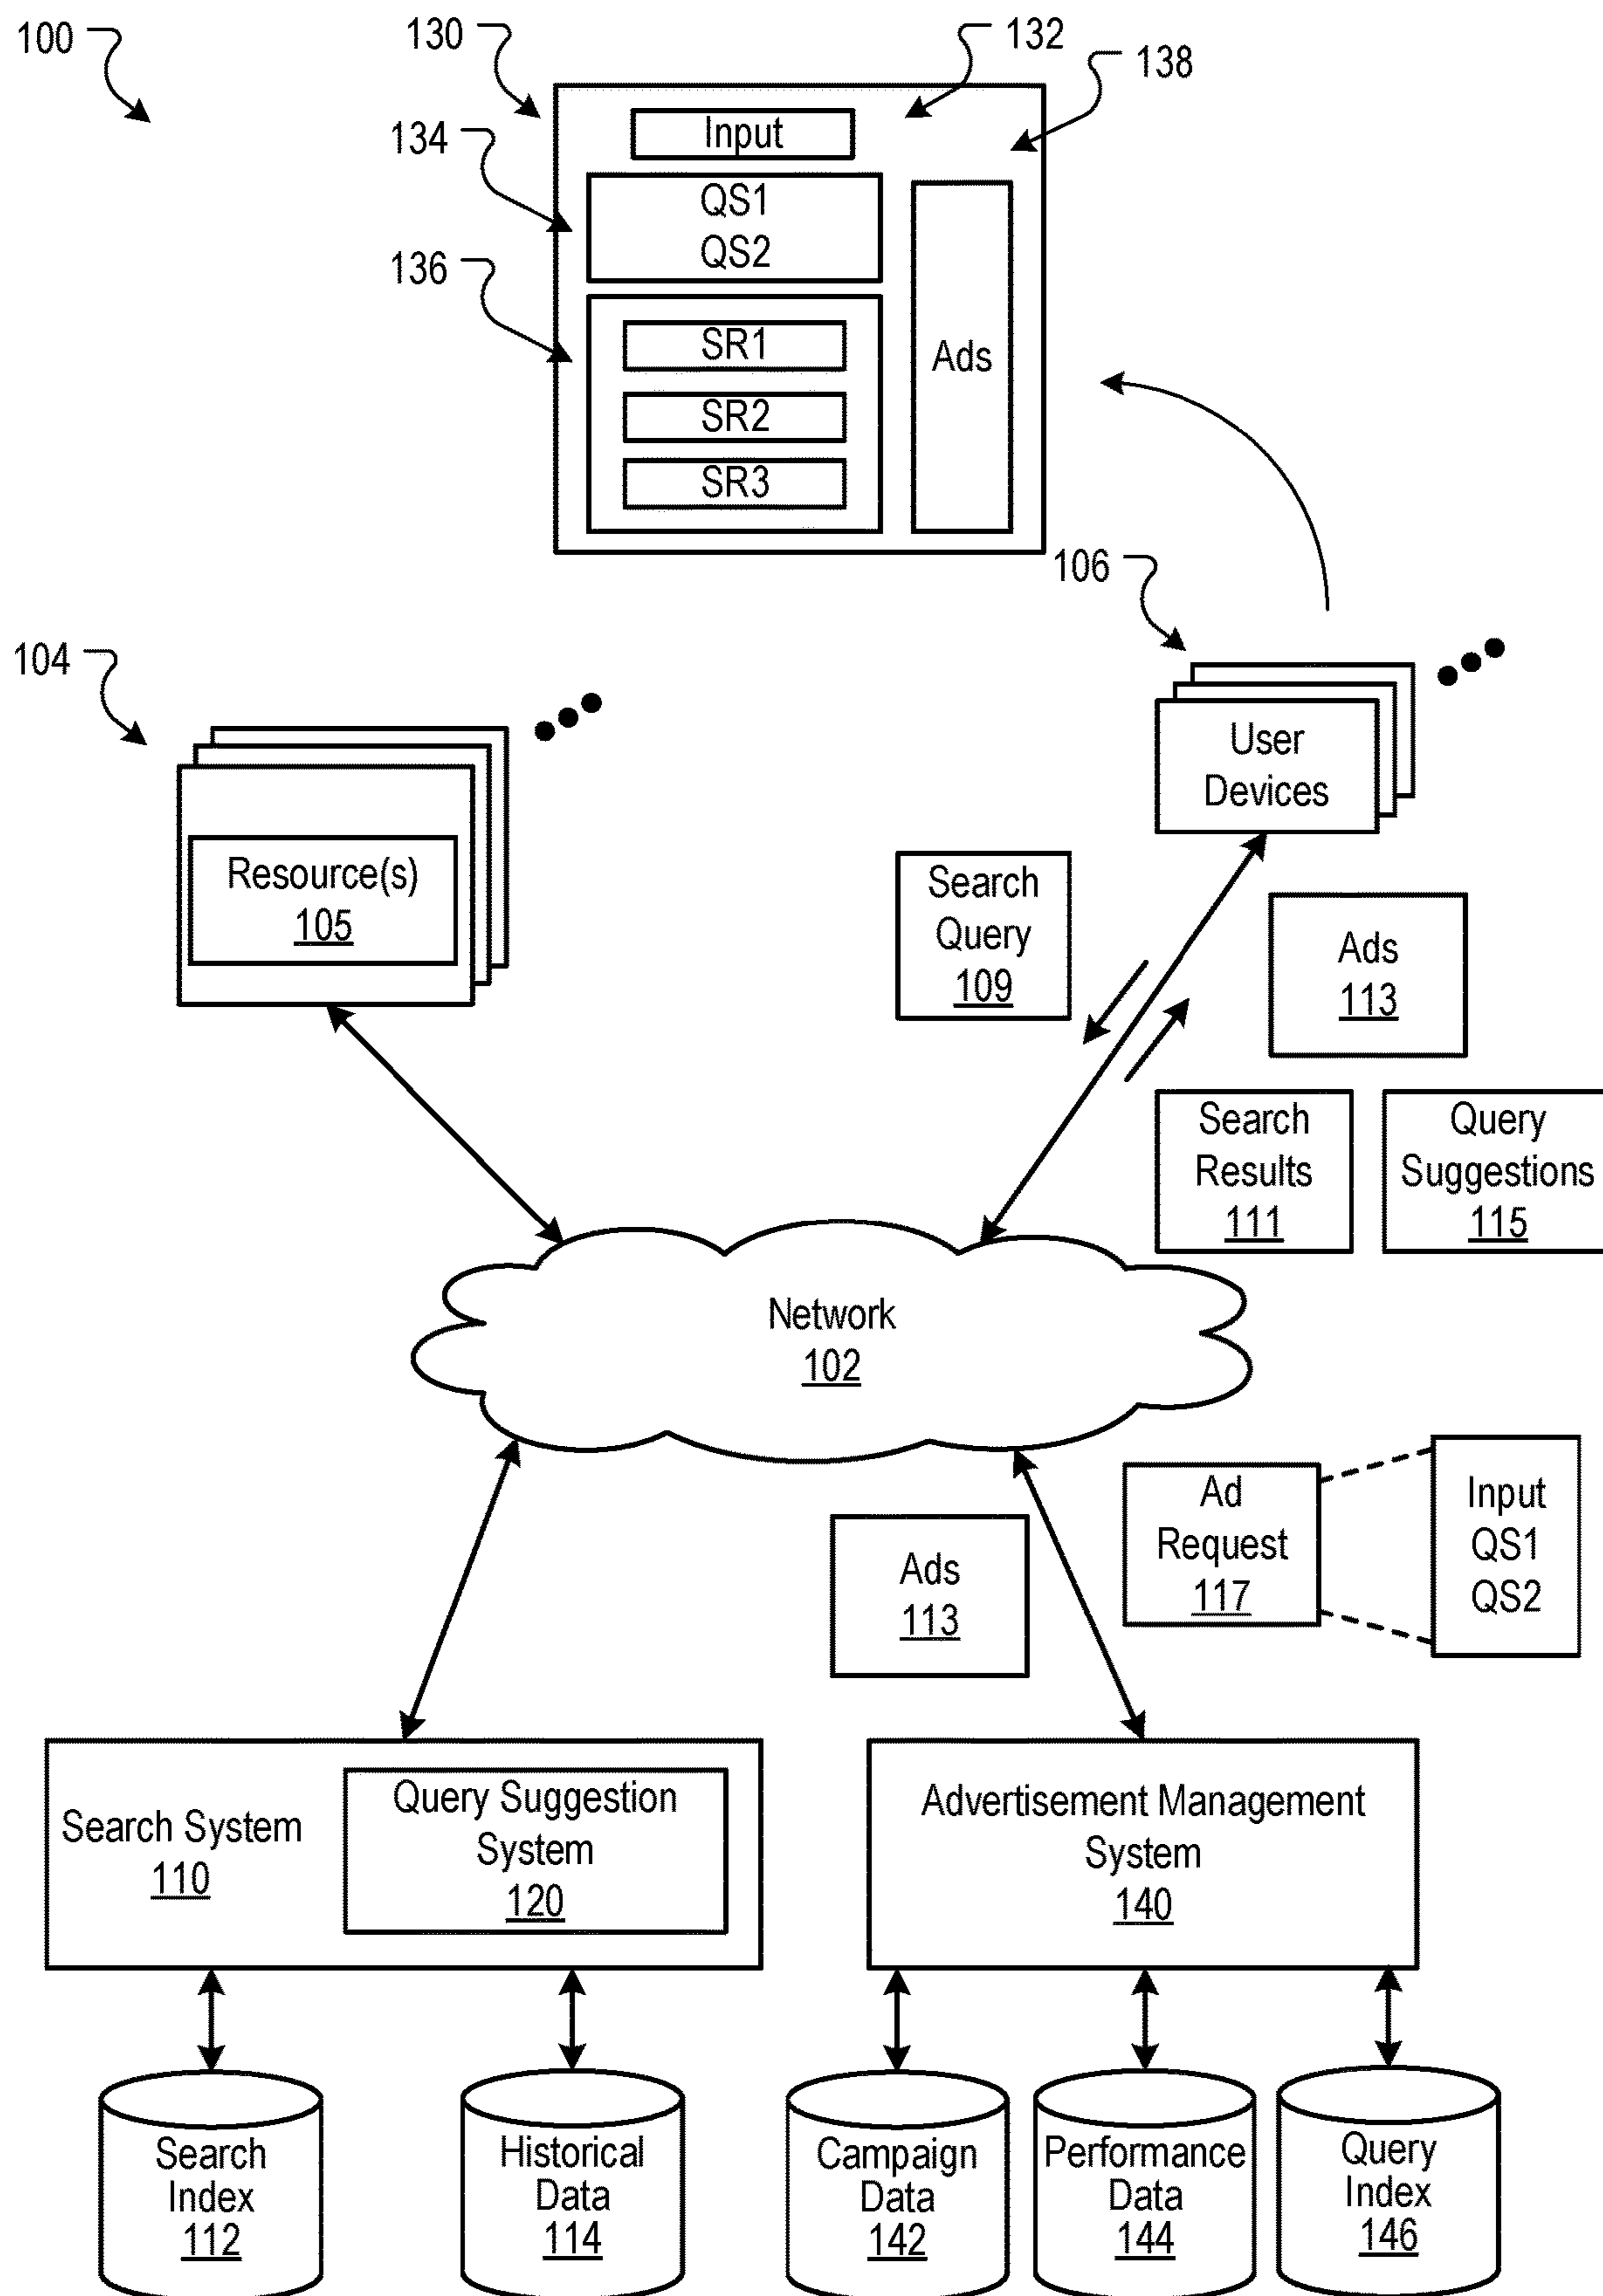 100
130
132
138
Input
134
QS1
QS2
136
SR1
SR2
SR3
Ads
106
104
User
Devices
Resource(s)
105
Search
Query
109
Ads
113
Search
Results
111
Query
Suggestions
115
Network
102
Ad
Request
117
Input
QS1
QS2
Ads
113
Search System
110
Query Suggestion
System
120
Advertisement Management
System
140
Search
Index
112
Historical
Data
114
Campaign
Data
142
Performance
Data
144
Query
Index
146